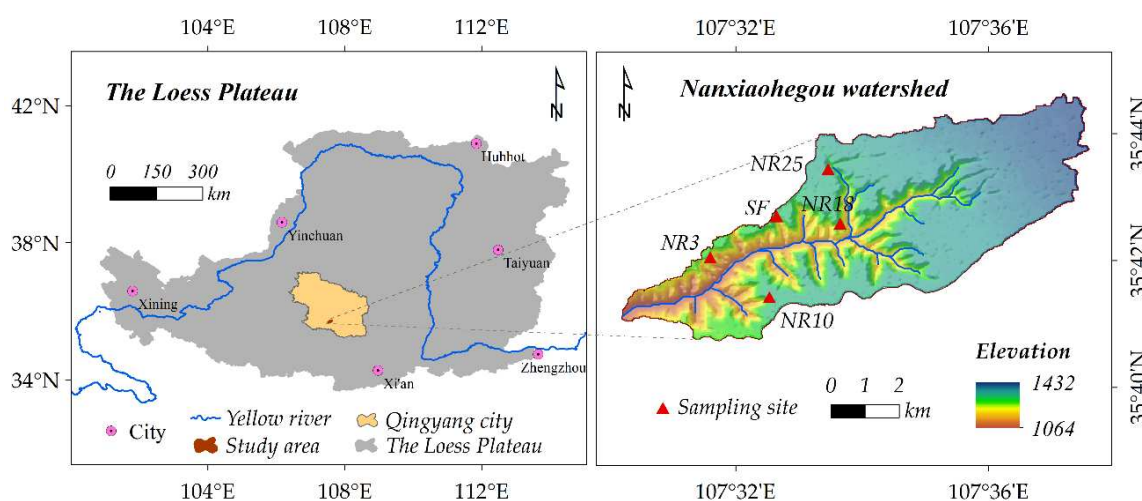 104°E 108°E 112°E
107°32'E 107°36'E
The Loess Plateau
N
42°N
38°N
34°N
0 150 300
km
Huhhot
Yinchuan
Taiyuan
Xining
Zhengzhou
Xi'an
Yellow river
Qingyang city
City
Study area
The Loess Plateau
104°E 108°E 112°E
Nanxiaohegou watershed
N
NR25
SF
NR18
NR3
NR10
35°44'N
35°42'N
35°40'N
Elevation
1432
1064
Sampling site
0 1 2
km
107°32'E 107°36'E